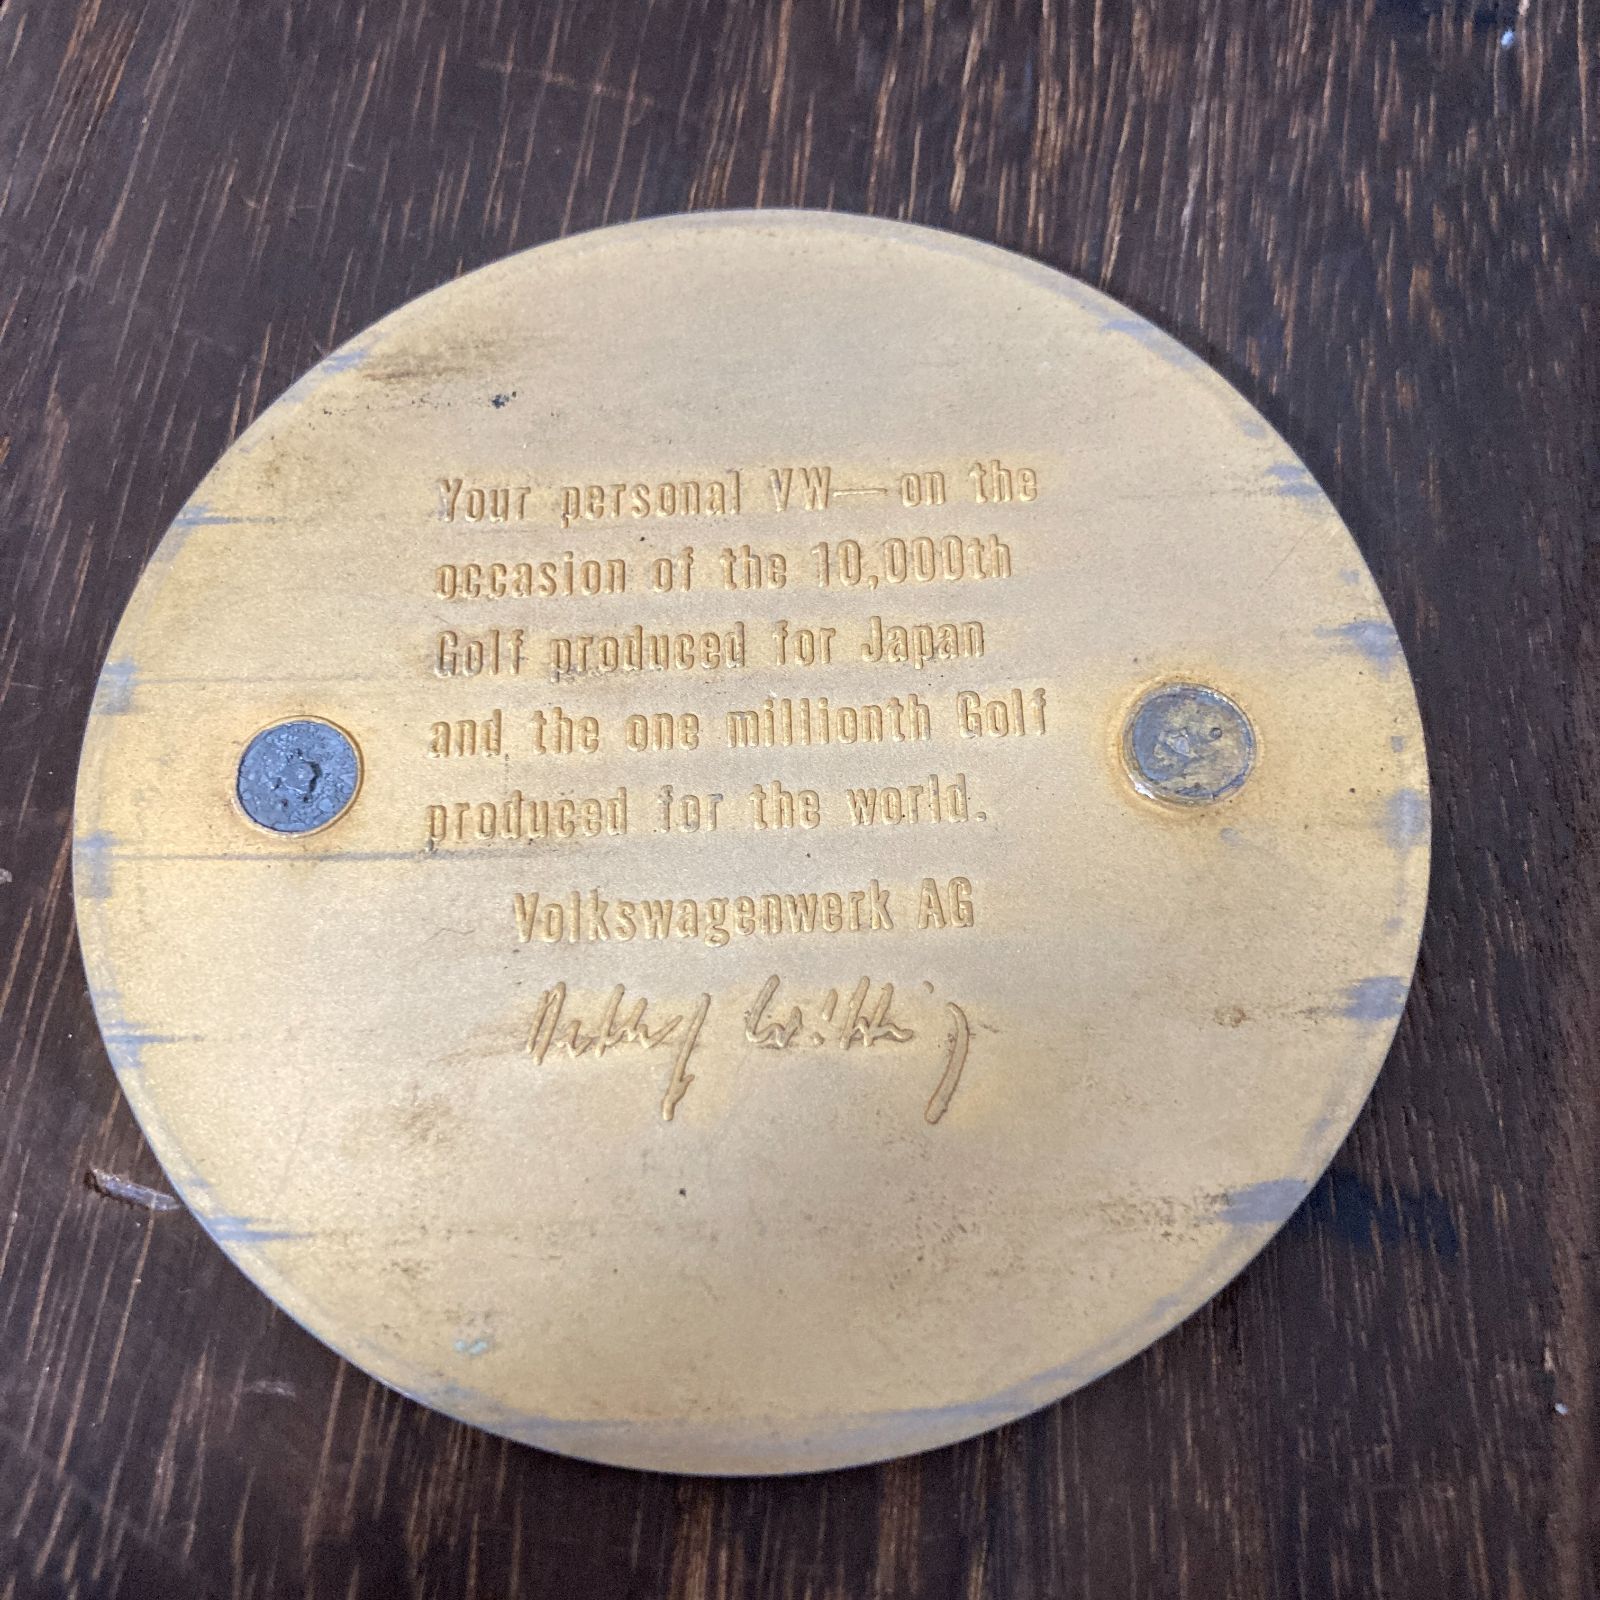 Your personal VW—on the
occasion of the 10,000th
Golf produced for Japan
and the one millionth Golf
produced for the world.
Volkswagenwerk AG